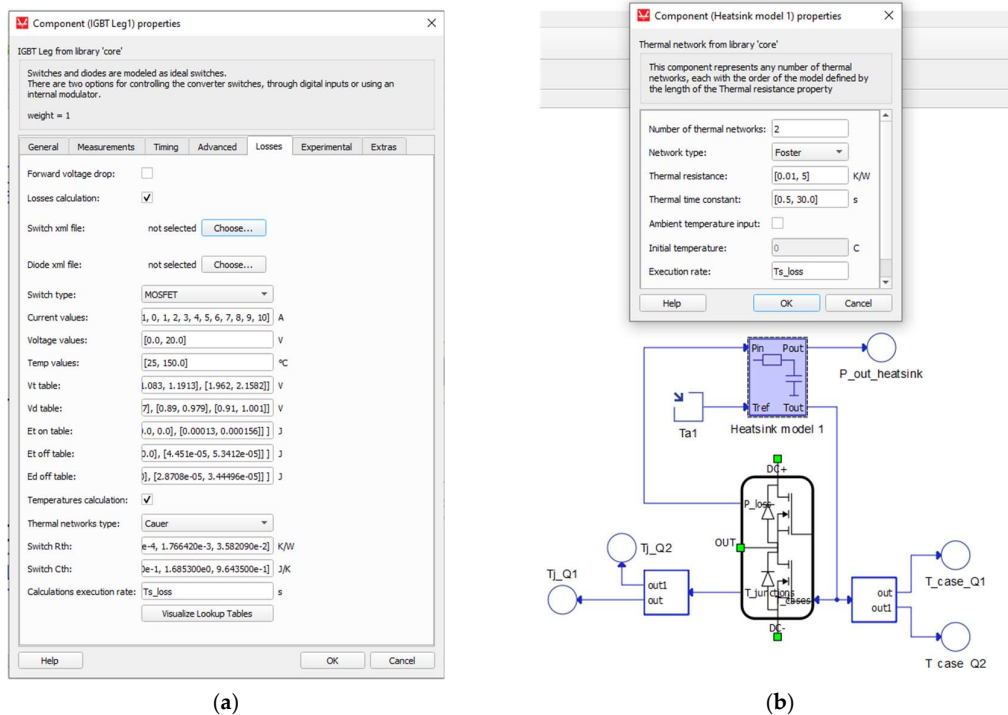 Component (IGBT Leg1) properties
IGBT Leg from library 'core'
Switches and diodes are modeled as ideal switches.
There are two options for controlling the converter switches, through digital inputs or using an
internal modulator.
weight = 1
General Measurements Timing Advanced Losses Experimental Extras
Forward voltage drop:
Losses calculation:
Switch xml file: not selected Choose...
Diode xml file: not selected Choose...
Switch type: MOSFET
Current values: 1, 0, 1, 2, 3, 4, 5, 6, 7, 8, 9, 10] A
Voltage values: [0.0, 20.0] V
Temp values: [25, 150.0] ºC
Vt table: 1.083, 1.1913], [1.962, 2.1582]] V
Vd table: 7], [0.89, 0.979], [0.91, 1.001]] V
Et on table: 0.0, 0.0], [0.00013, 0.000156]] ] J
Et off table: 0.0], [4.451e-05, 5.3412e-05]] ] J
Ed off table: 0], [2.8708e-05, 3.44496e-05]] ] J
Temperatures calculation:
Thermal networks type: Cauer
Switch Rth: e-4, 1.766420e-3, 3.582090e-2] K/W
Switch Cth: 0e-1, 1.685300e0, 9.643500e-1] J/K
Calculations execution rate: Ts_loss s
Visualize Lookup Tables
Help OK Cancel
(a)
Component (Heatsink model 1) properties
Thermal network from library 'core'
This component represents any number of thermal
networks, each with the order of the model defined by
the length of the Thermal resistance property
Number of thermal networks: 2
Network type: Foster
Thermal resistance: [0.01, 5] K/W
Thermal time constant: [0.5, 30.0] s
Ambient temperature input:
Initial temperature: 0 C
Execution rate: Ts_loss
Help OK Cancel
Pin Pout
P_out_heatsink
Tref Tout
Ta1
Heatsink model 1
DC+
P_loss
OUT
Tj_Q2
Tj_Q1
out1
out
T_junctions
_cases
out
out1
T_case_Q1
DC-
T_case_Q2
(b)